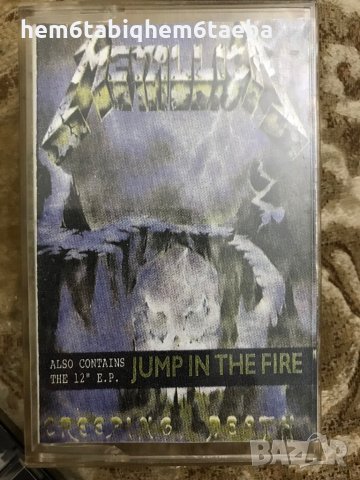 hem6tabiqhem6taeba
METALLICA
ALSO CONTAINS
THE 12" E.P. JUMP IN THE FIRE
CREEPING DEATH
BAZAR